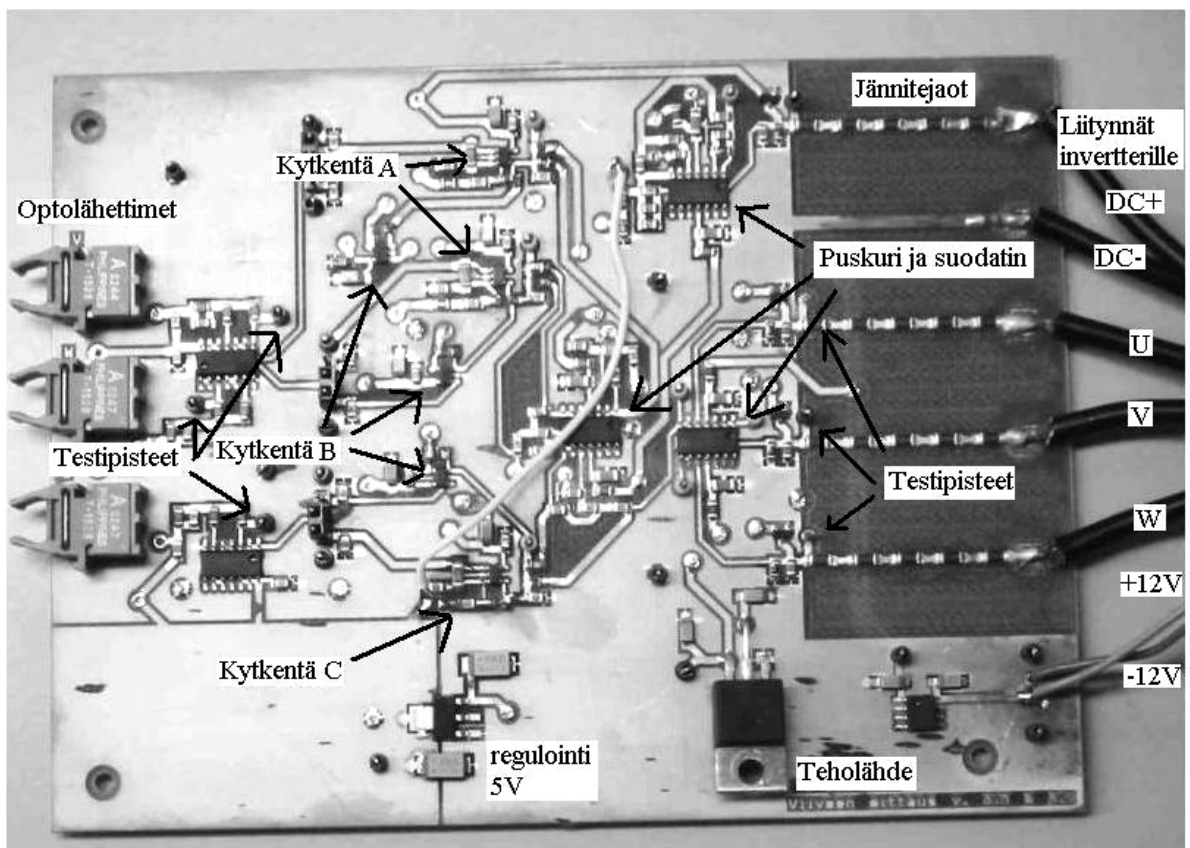 Jännitejaot
Liitynnät
invertterille
Kytkentä A
Optolähettimet
DC+
DC-
Puskuri ja suodatin
U
V
Kytkentä B
Testipisteet
Testipisteet
W
+12V
Kytkentä C
-12V
regulointi
5V
Teholähde